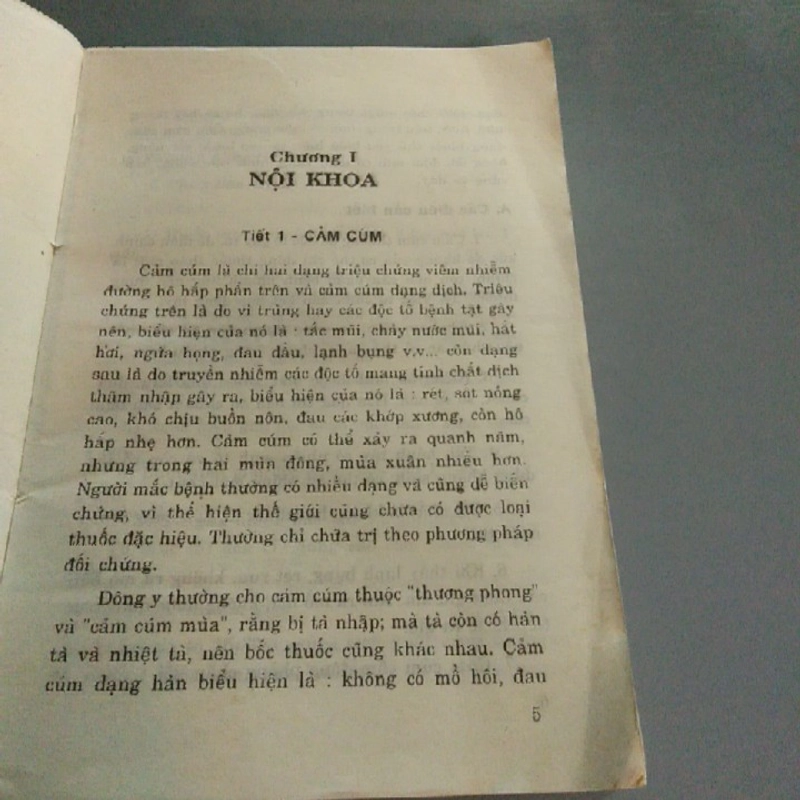 Chương I
NỘI KHOA
Tiết 1 - CẢM CÚM
Cảm cúm là chỉ hai dạng triệu chứng viêm nhiễm
đường hô hấp phần trên và cảm cúm dạng dịch. Triệu
chứng trên là do vi trùng hay các độc tố bệnh tật gây
nên, biểu hiện của nó là : tắc mũi, chảy nước mũi, hắt
hơi, ngứa họng, đau đầu, lạnh bụng v.v... còn dạng
sau là do truyền nhiễm các độc tố mang tính chất dịch
thâm nhập gây ra, biểu hiện của nó là : rét, sốt nóng
cao, khó chịu buồn nôn, đau các khớp xương, còn hô
hấp nhẹ hơn. Cảm cúm có thể xảy ra quanh năm,
nhưng trong hai mùa đông, mùa xuân nhiều hơn.
Người mắc bệnh thường có nhiều dạng và cũng dễ biến
chứng, vì thế hiện thế giới cũng chưa có được loại
thuốc đặc hiệu. Thường chỉ chữa trị theo phương pháp
đối chứng.
Đông y thường cho cảm cúm thuộc "thương phong"
và "cảm cúm mùa", rằng bị tà nhập; mà tà còn có hàn
tà và nhiệt tà, nên bốc thuốc cũng khác nhau. Cảm
cúm dạng hàn biểu hiện là : không có mồ hôi, đau
5